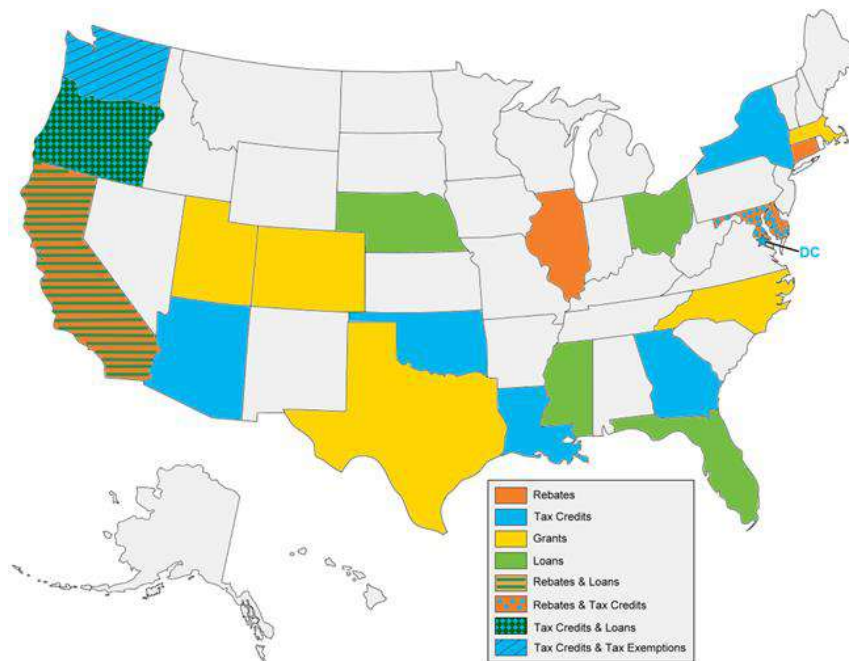 DC
Rebates
Tax Credits
Grants
Loans
Rebates & Loans
Rebates & Tax Credits
Tax Credits & Loans
Tax Credits & Tax Exemptions